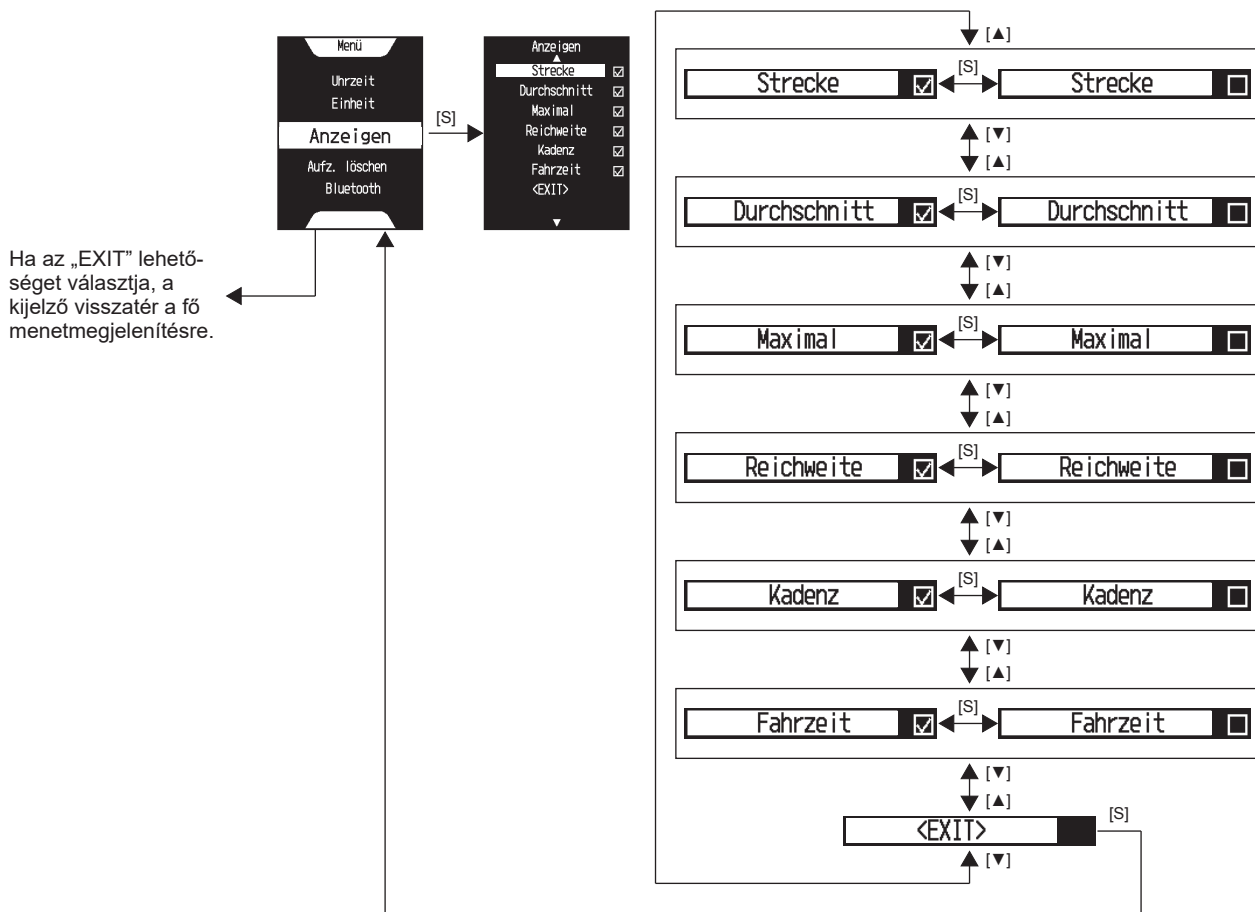 Menü
Uhrzeit
Einheit
Anzeigen
Aufz. löschen
Bluetooth
[S]
Anzeigen
▲
Strecke ☑
Durchschnitt ☑
Maximal ☑
Reichweite ☑
Kadenz ☑
Fahrzeit ☑
<EXIT>
▼
Ha az „EXIT” lehető-
séget választja, a
kijelző visszatér a fő
menetmegjelenítésre.
[▲]
Strecke ☑ [S] Strecke ☐
[▼]
[▲]
Durchschnitt ☑ [S] Durchschnitt ☐
[▼]
[▲]
Maximal ☑ [S] Maximal ☐
[▼]
[▲]
Reichweite ☑ [S] Reichweite ☐
[▼]
[▲]
Kadenz ☑ [S] Kadenz ☐
[▼]
[▲]
Fahrzeit ☑ [S] Fahrzeit ☐
[▼]
[▲]
<EXIT> [S]
[▼]